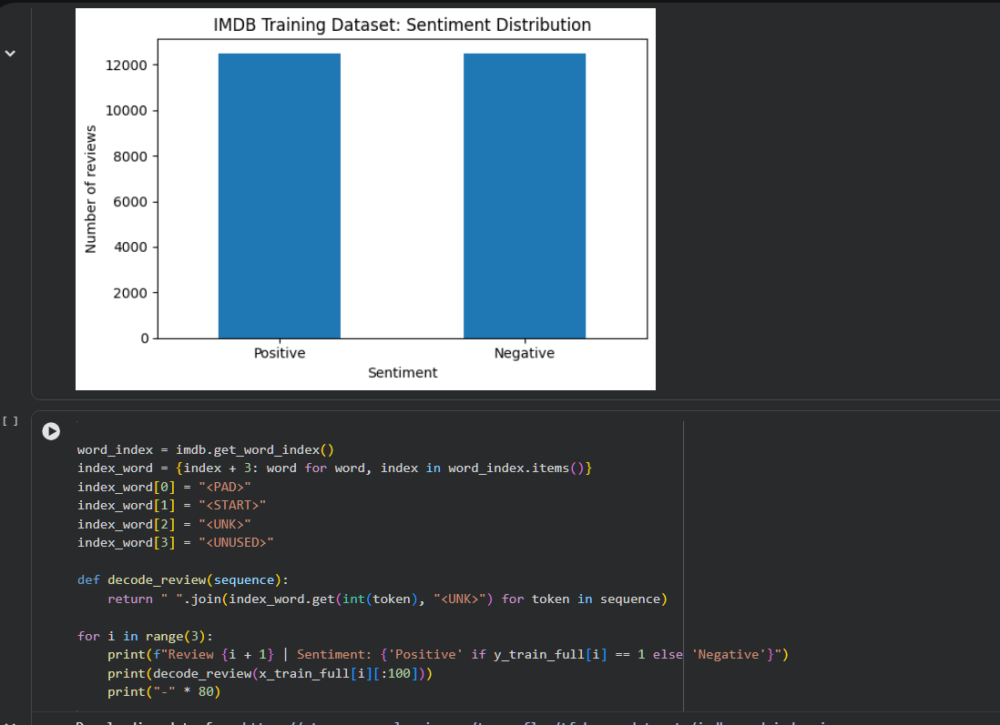 IMDB Training Dataset: Sentiment Distribution
12000
10000
8000
6000
4000
2000
0
Number of reviews
Positive
Negative
Sentiment
[ ]
word_index = imdb.get_word_index()
index_word = {index + 3: word for word, index in word_index.items()}
index_word[0] = "<PAD>"
index_word[1] = "<START>"
index_word[2] = "<UNK>"
index_word[3] = "<UNUSED>"
def decode_review(sequence):
    return " ".join(index_word.get(int(token), "<UNK>") for token in sequence)
for i in range(3):
    print(f"Review {i + 1} | Sentiment: {'Positive' if y_train_full[i] == 1 else 'Negative'}")
    print(decode_review(x_train_full[i][:100]))
    print("-" * 80)